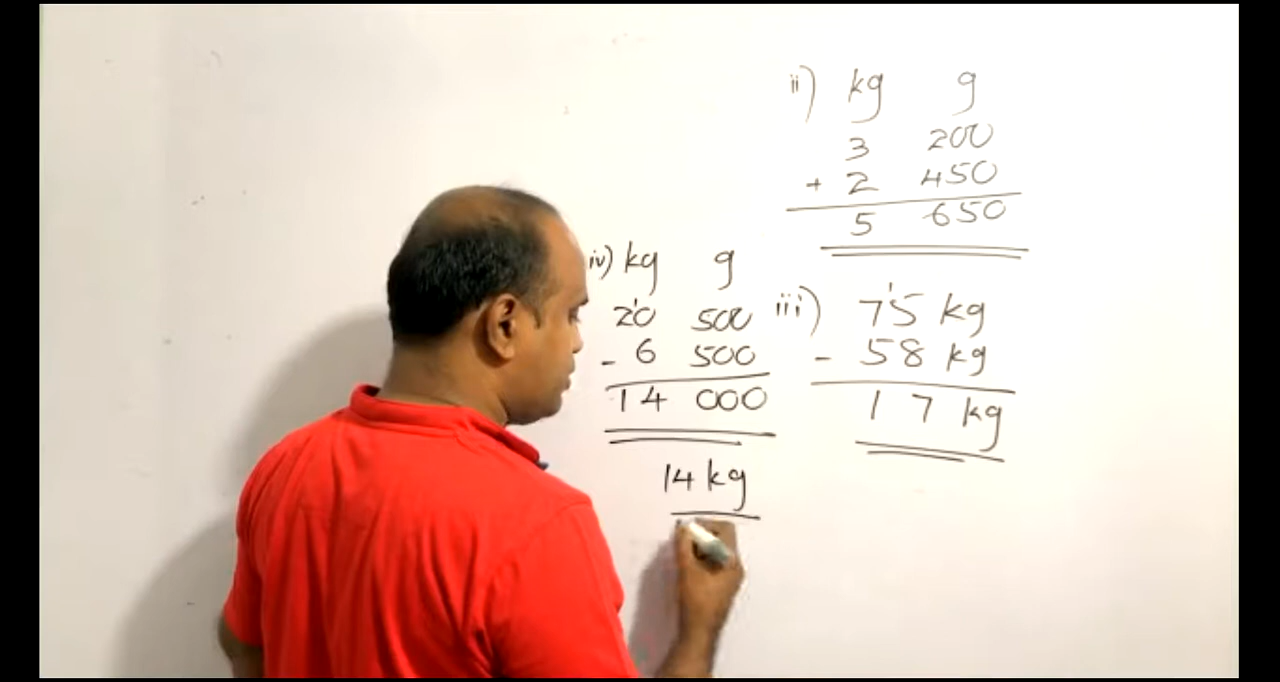 ii) kg g
3 200
+ 2 450
5 650
iv) kg g
20 500
- 6 500
14 000
14 kg
iii) 75 kg
- 58 kg
17 kg